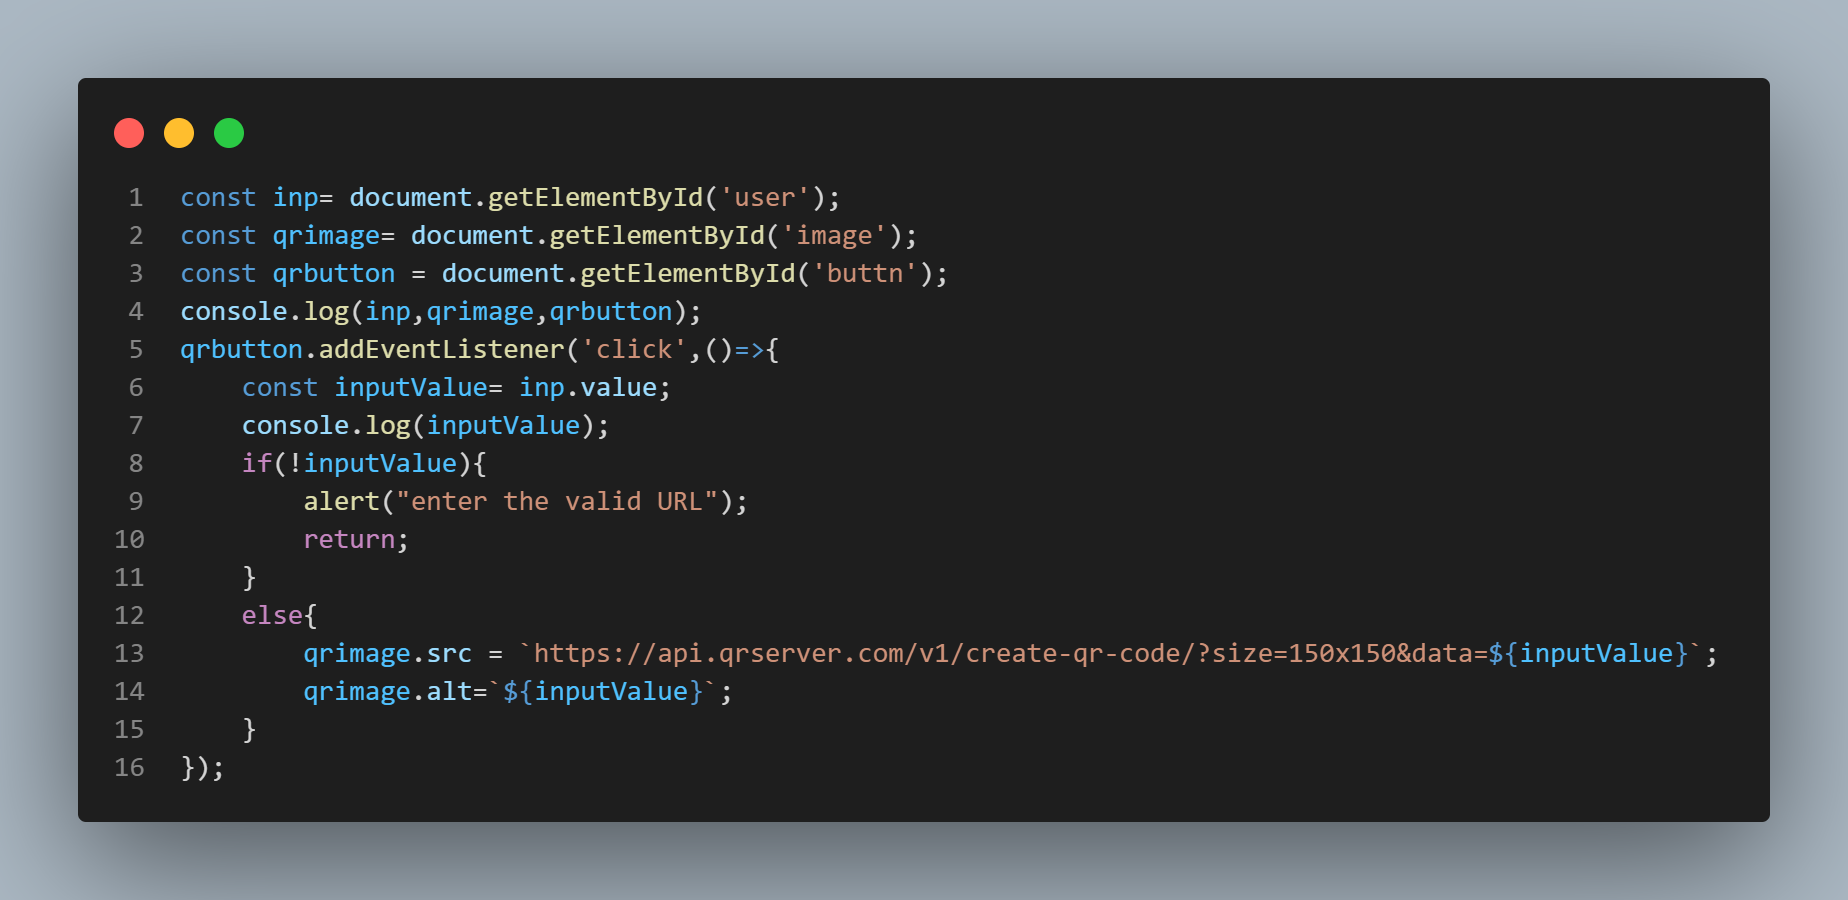 1 const inp= document.getElementById('user');
2 const qrimage= document.getElementById('image');
3 const qrbutton = document.getElementById('buttn');
4 console.log(inp,qrimage,qrbutton);
5 qrbutton.addEventListener('click',()=>{
6     const inputValue= inp.value;
7     console.log(inputValue);
8     if(!inputValue){
9         alert("enter the valid URL");
10         return;
11     }
12     else{
13         qrimage.src = `https://api.qrserver.com/v1/create-qr-code/?size=150x150&data=${inputValue}`;
14         qrimage.alt=`${inputValue}`;
15     }
16 });